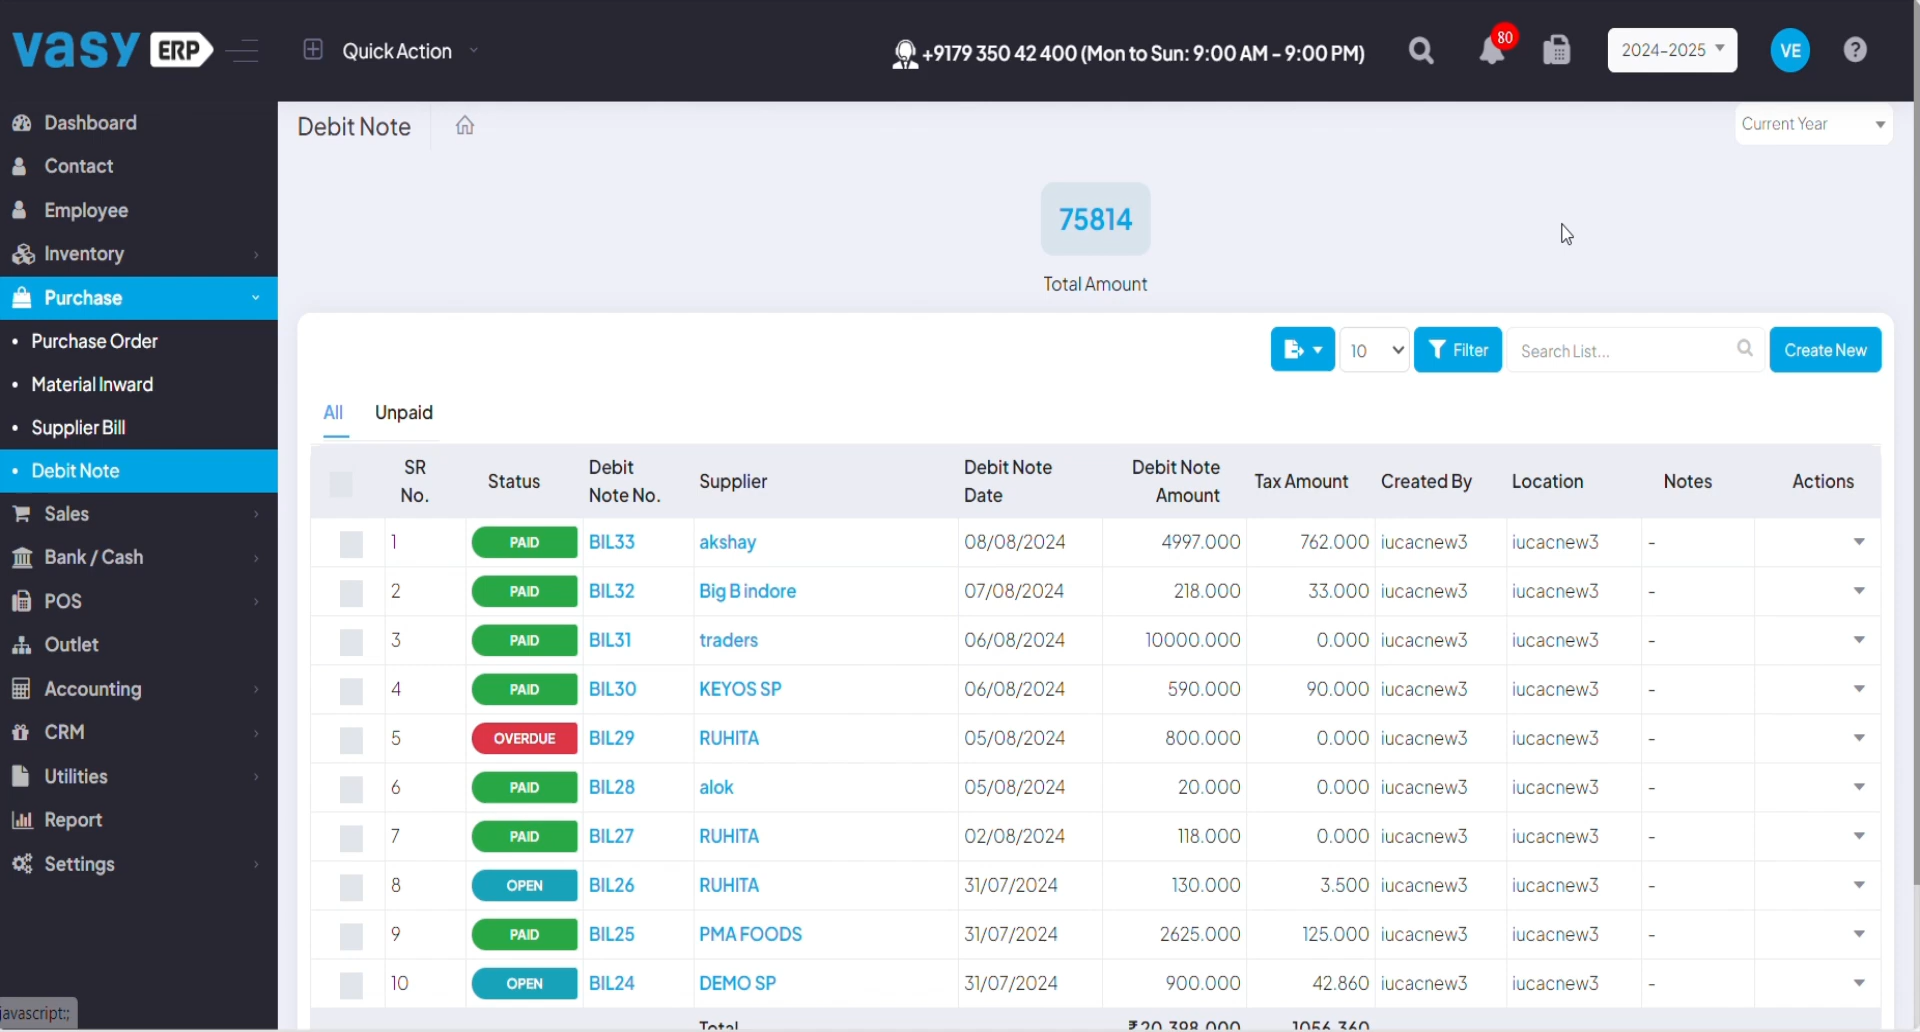 vasy ERP
Quick Action
+9179 350 42 400 (Mon to Sun: 9:00 AM - 9:00 PM)
80
2024-2025
VE
?
Dashboard
Contact
Employee
Inventory
Purchase
• Purchase Order
• Material Inward
• Supplier Bill
• Debit Note
Sales
Bank / Cash
POS
Outlet
Accounting
CRM
Utilities
Report
Settings
javascript:;
Debit Note
Current Year
75814
Total Amount
10
Filter
Search List...
Create New
All Unpaid
SR No. Status Debit Note No. Supplier Debit Note Date Debit Note Amount Tax Amount Created By Location Notes Actions
1 PAID BIL33 akshay 08/08/2024 4997.000 762.000 iucacnew3 iucacnew3 -
2 PAID BIL32 Big B indore 07/08/2024 218.000 33.000 iucacnew3 iucacnew3 -
3 PAID BIL31 traders 06/08/2024 10000.000 0.000 iucacnew3 iucacnew3 -
4 PAID BIL30 KEYOS SP 06/08/2024 590.000 90.000 iucacnew3 iucacnew3 -
5 OVERDUE BIL29 RUHITA 05/08/2024 800.000 0.000 iucacnew3 iucacnew3 -
6 PAID BIL28 alok 05/08/2024 20.000 0.000 iucacnew3 iucacnew3 -
7 PAID BIL27 RUHITA 02/08/2024 118.000 0.000 iucacnew3 iucacnew3 -
8 OPEN BIL26 RUHITA 31/07/2024 130.000 3.500 iucacnew3 iucacnew3 -
9 PAID BIL25 PMA FOODS 31/07/2024 2625.000 125.000 iucacnew3 iucacnew3 -
10 OPEN BIL24 DEMO SP 31/07/2024 900.000 42.860 iucacnew3 iucacnew3 -
Total ₹20,398.000 1056.360